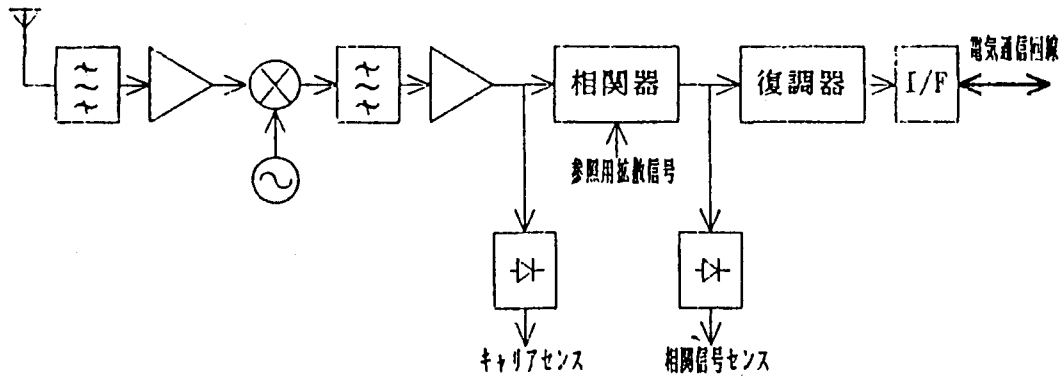 電気通信回線
相関器
復調器
I/F
参照用拡散信号
キャリアセンス
相関信号センス